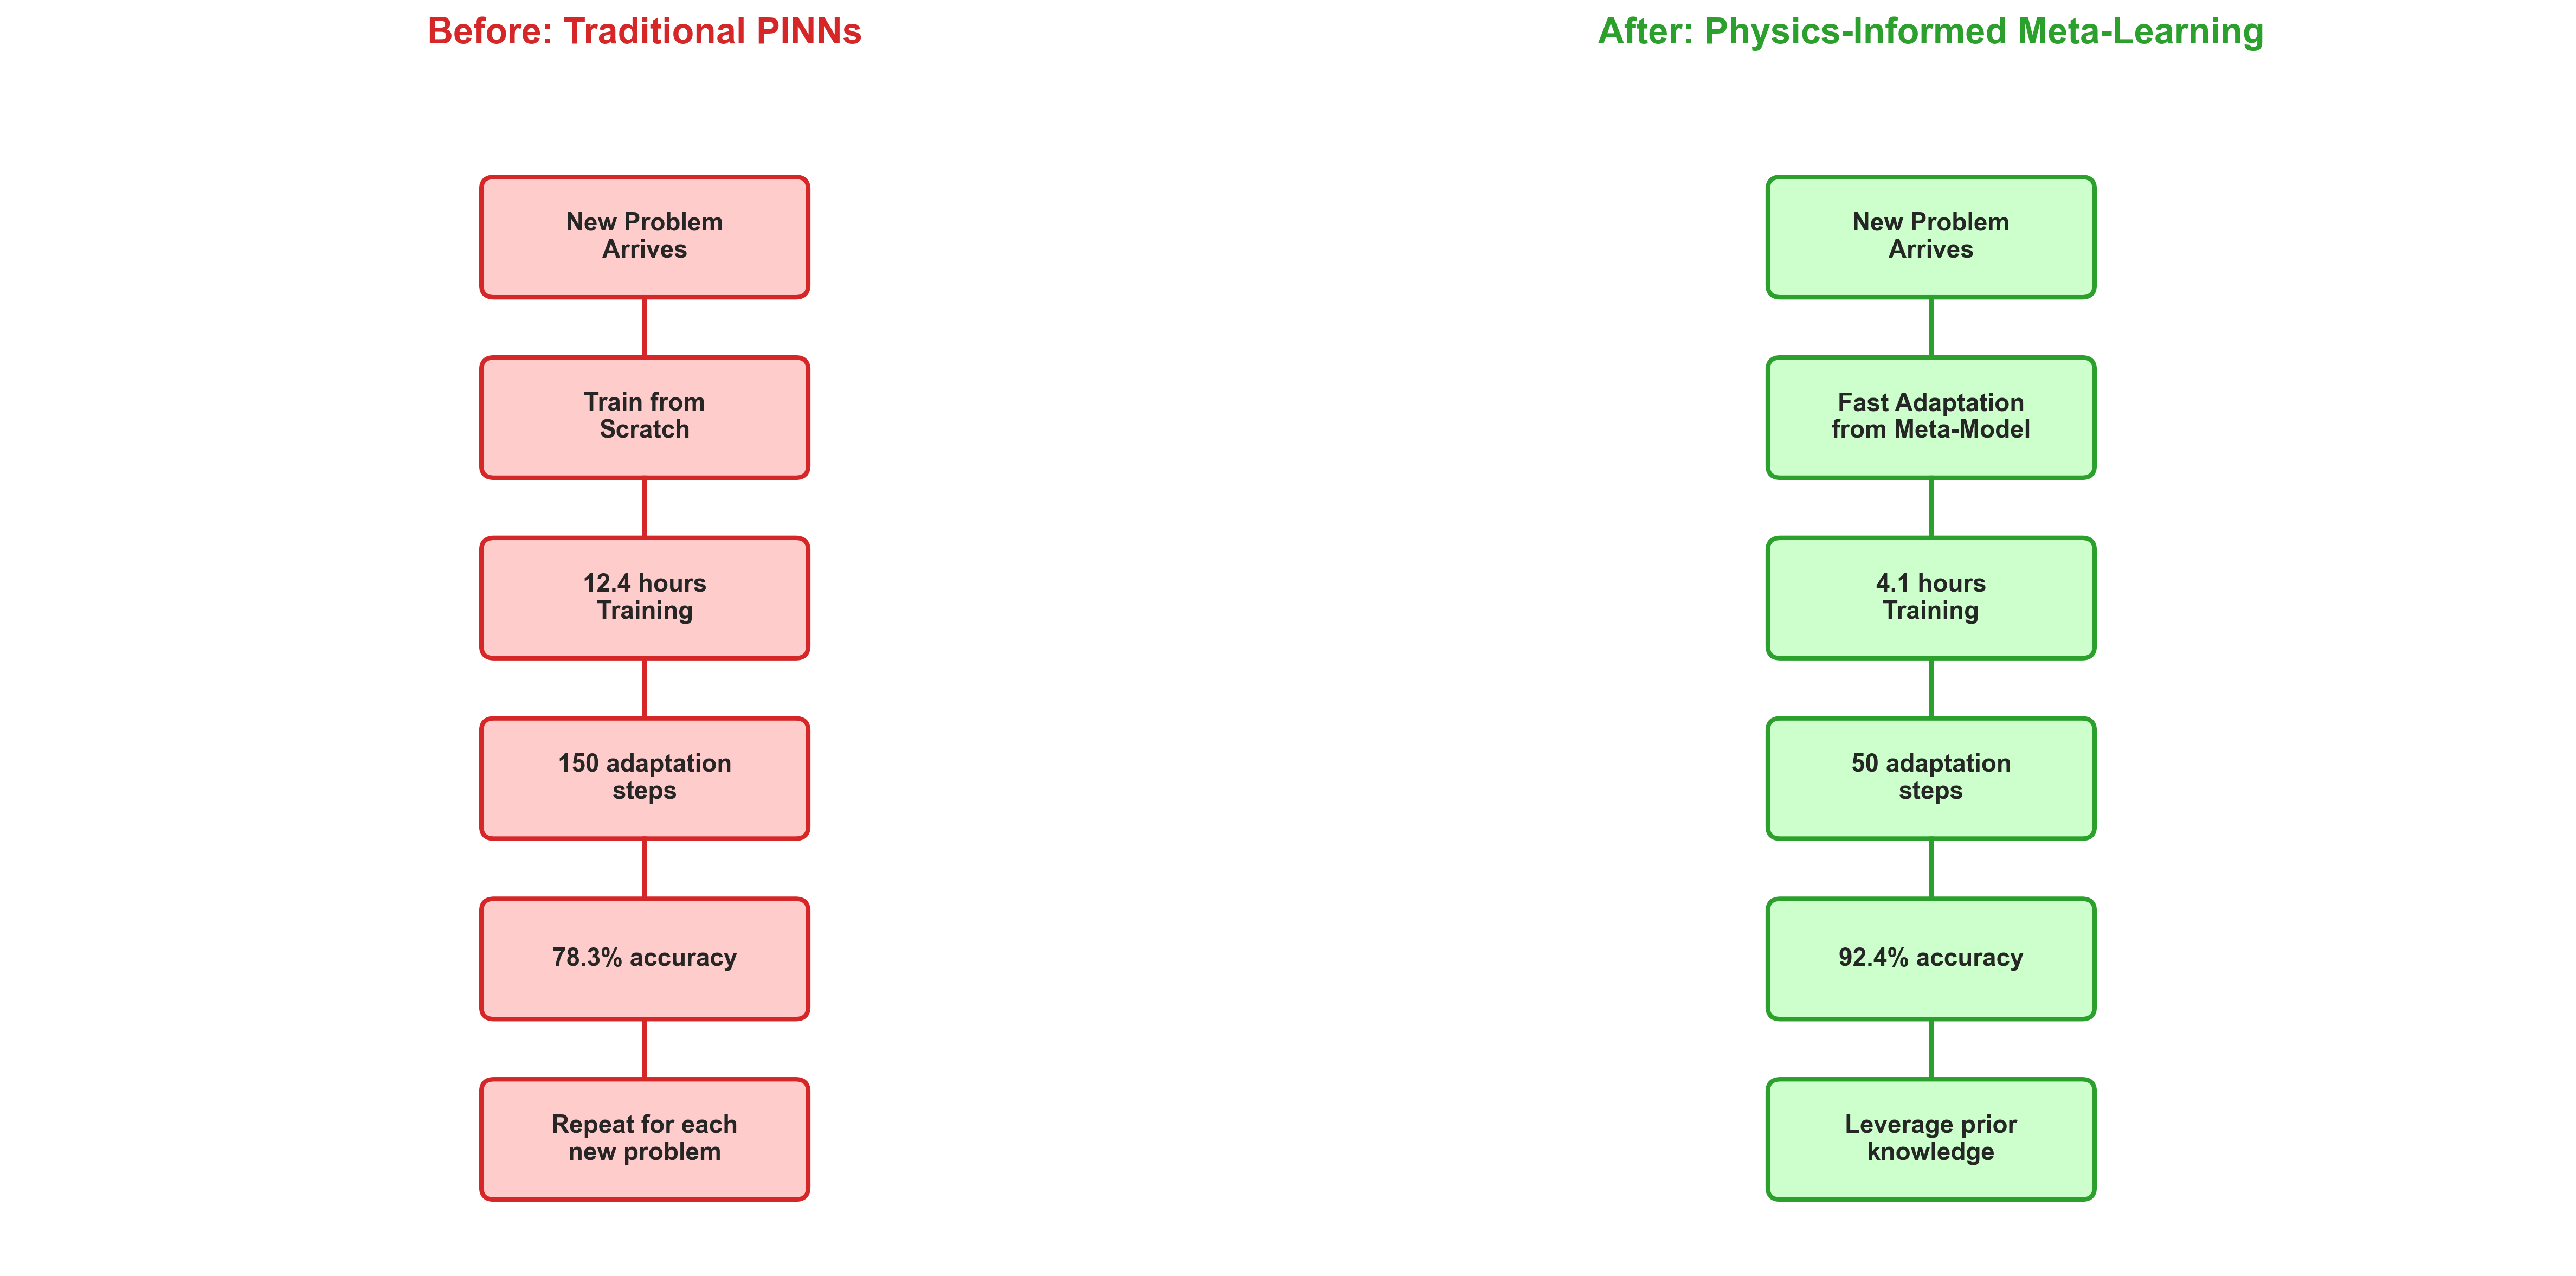 Before: Traditional PINNs
New Problem
Arrives
Train from
Scratch
12.4 hours
Training
150 adaptation
steps
78.3% accuracy
Repeat for each
new problem
After: Physics-Informed Meta-Learning
New Problem
Arrives
Fast Adaptation
from Meta-Model
4.1 hours
Training
50 adaptation
steps
92.4% accuracy
Leverage prior
knowledge